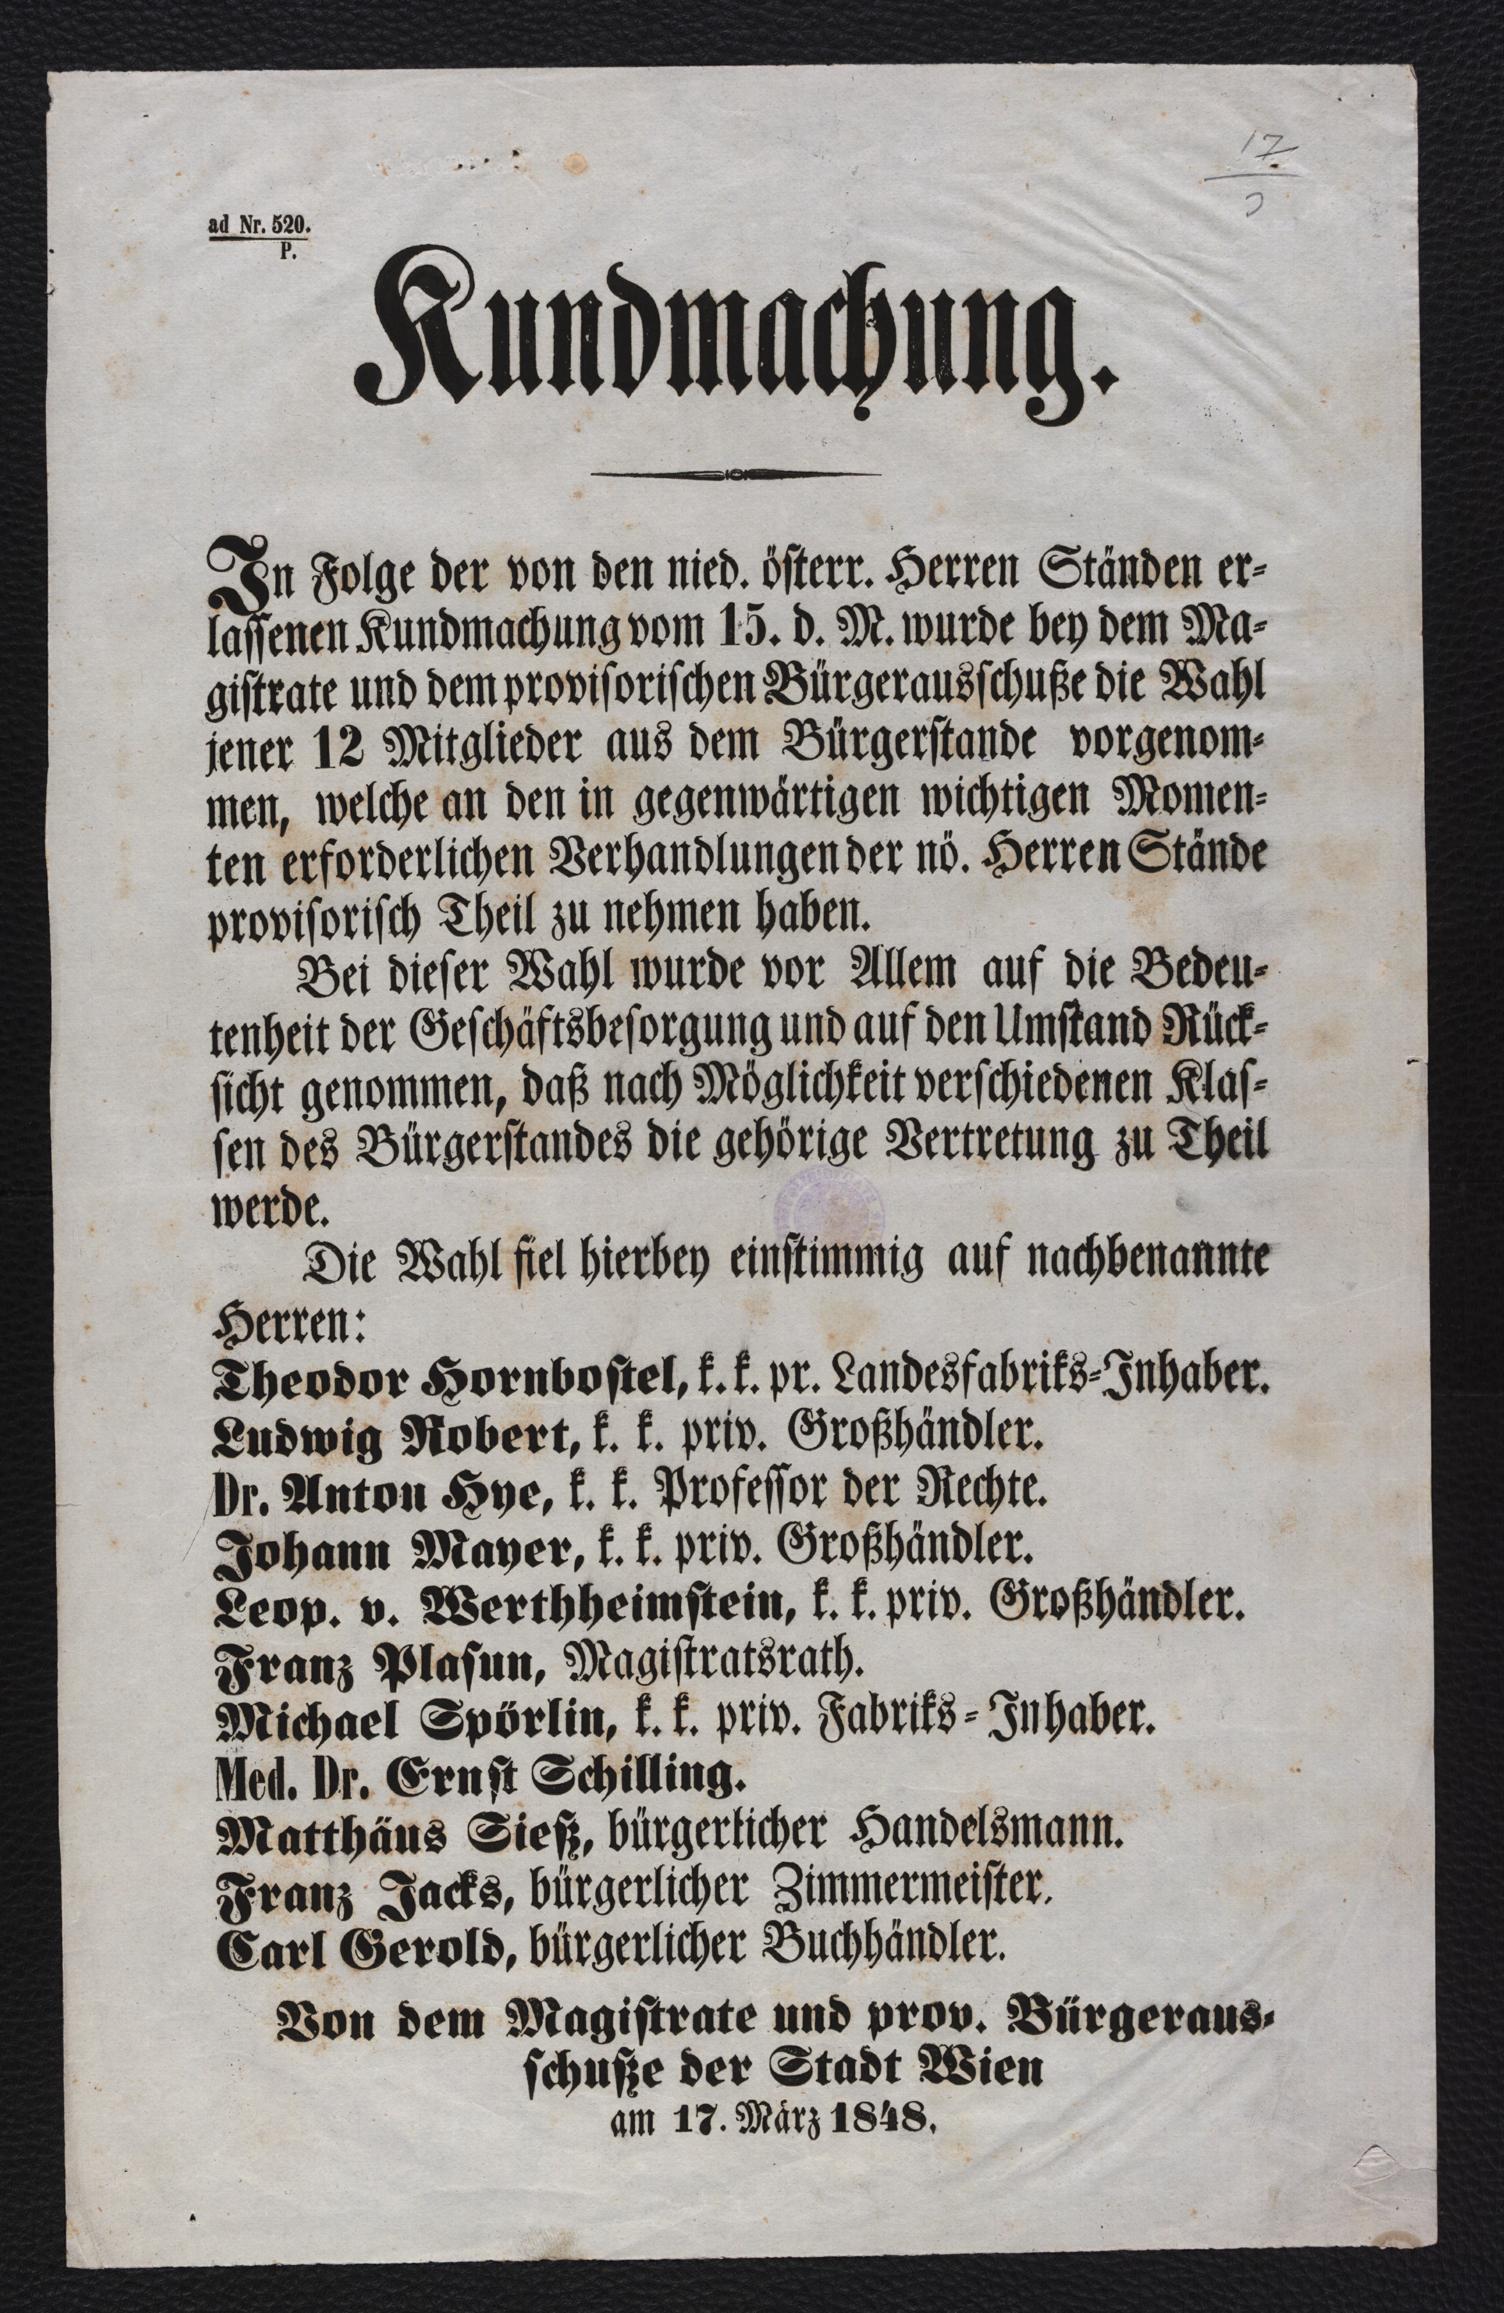 17
ad Nr. 520.
P.
Kundmachung.
In Folge der von den nied. österr. Herren Ständen er-
lassenen Kundmachung vom 15. d. M. wurde bey dem Ma-
gistrate und dem provisorischen Bürgerausschuße die Wahl
jener 12 Mitglieder aus dem Bürgerstande vorgenom-
men, welche an den in gegenwärtigen wichtigen Momen-
ten erforderlichen Verhandlungen der nö. Herren Stände
provisorisch Theil zu nehmen haben.
Bei dieser Wahl wurde vor Allem auf die Bedeu-
tenheit der Geschäftsbesorgung und auf den Umstand Rück-
sicht genommen, daß nach Möglichkeit verschiedenen Klas-
sen des Bürgerstandes die gehörige Vertretung zu Theil
werde.
Die Wahl fiel hierbey einstimmig auf nachbenannte
Herren:
Theodor Hornbostel, k. k. pr. Landesfabriks-Inhaber.
Ludwig Robert, k. k. priv. Großhändler.
Dr. Anton Hye, k. k. Professor der Rechte.
Johann Mayer, k. k. priv. Großhändler.
Leop. v. Werthheimstein, k. k. priv. Großhändler.
Franz Plasun, Magistratsrath.
Michael Spörlin, k. k. priv. Fabriks-Inhaber.
Med. Dr. Ernst Schilling.
Matthäus Sieß, bürgerlicher Handelsmann.
Franz Jacks, bürgerlicher Zimmermeister.
Carl Gerold, bürgerlicher Buchhändler.
Von dem Magistrate und prov. Bürgeraus-
schuße der Stadt Wien
am 17. März 1848.